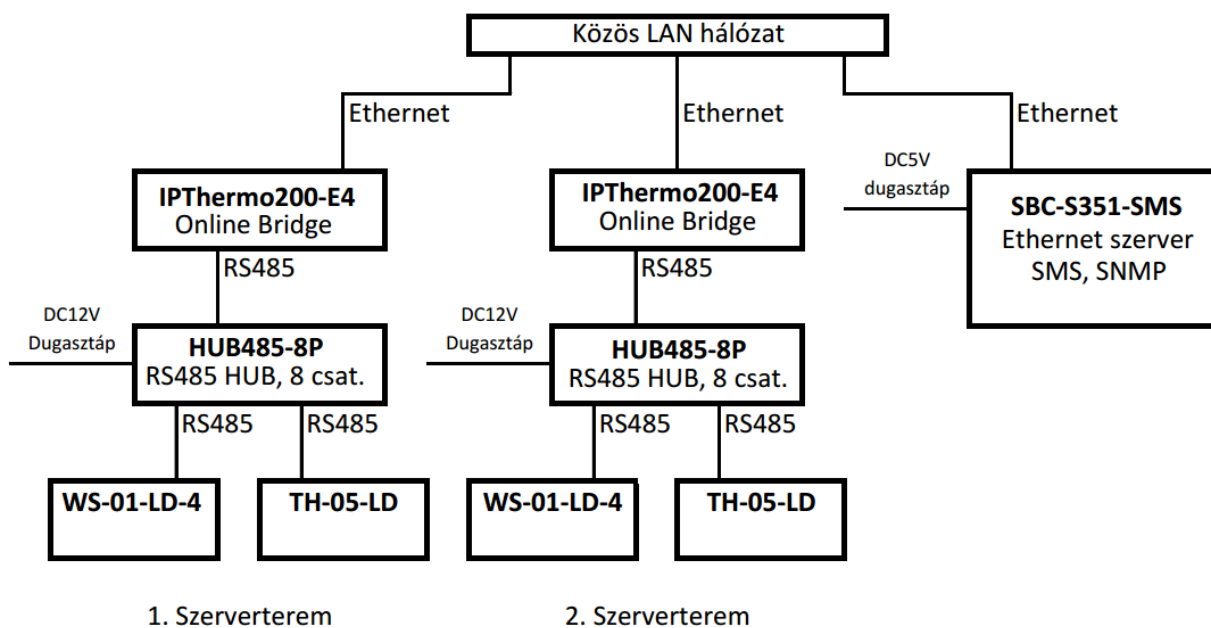 Közös LAN hálózat
Ethernet
Ethernet
Ethernet
IPThermo200-E4
Online Bridge
IPThermo200-E4
Online Bridge
DC5V
dugasztáp
SBC-S351-SMS
Ethernet szerver
SMS, SNMP
RS485
RS485
DC12V
Dugasztáp
HUB485-8P
RS485 HUB, 8 csat.
DC12V
Dugasztáp
HUB485-8P
RS485 HUB, 8 csat.
RS485
RS485
RS485
RS485
WS-01-LD-4
TH-05-LD
WS-01-LD-4
TH-05-LD
1. Szerverterem
2. Szerverterem